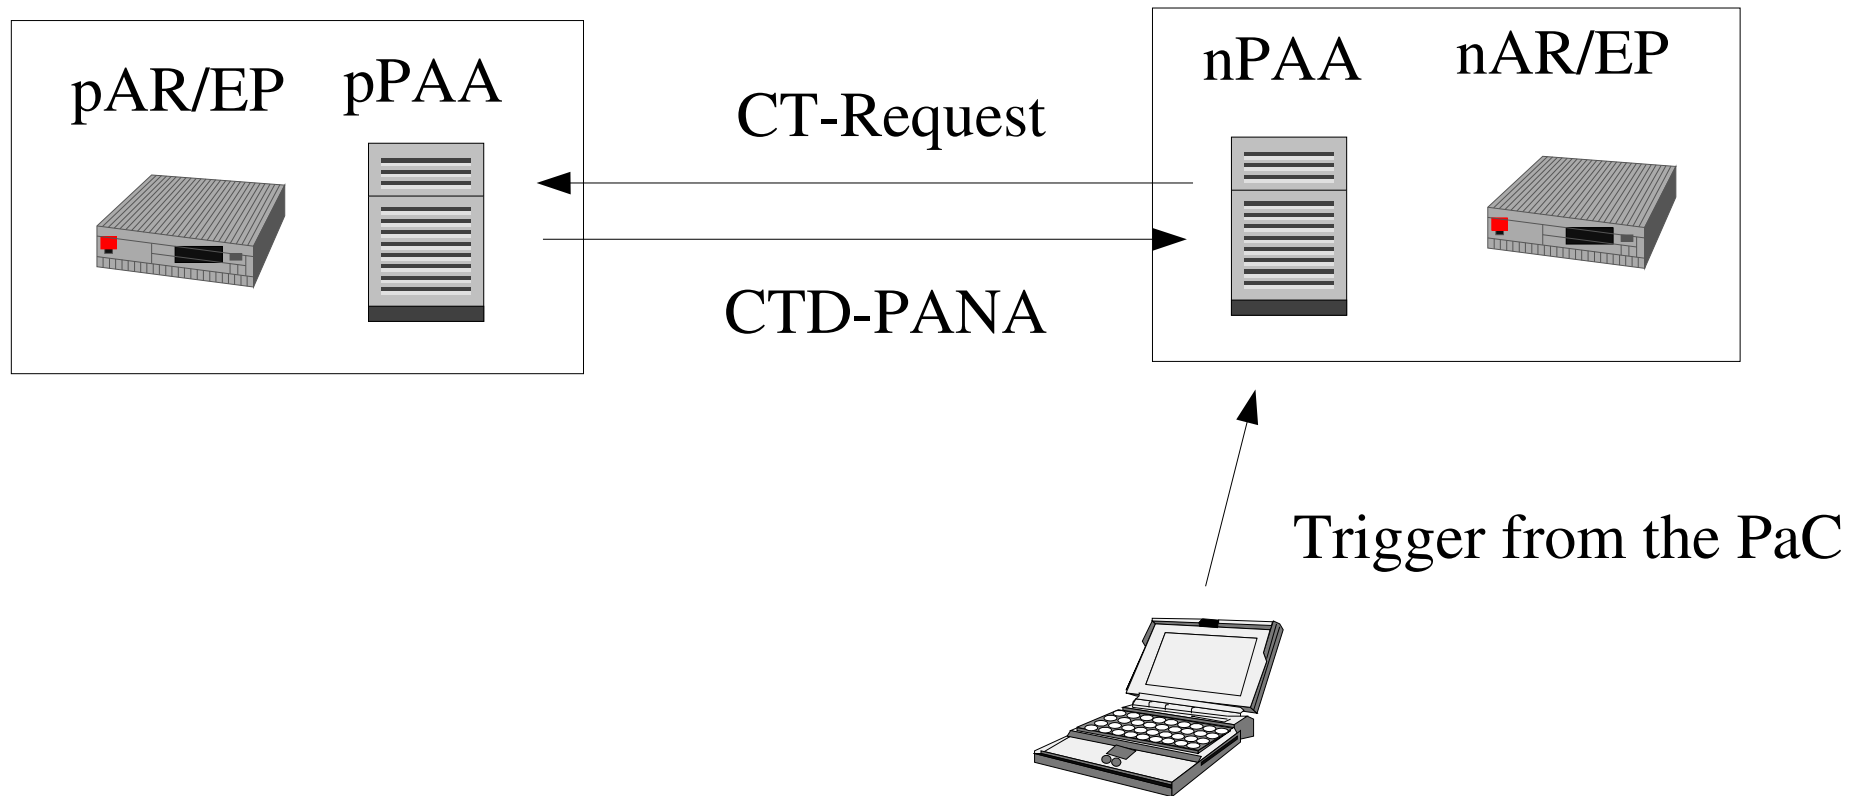 pAR/EP
pPAA
nPAA
nAR/EP
CT-Request
CTD-PANA
Trigger from the PaC